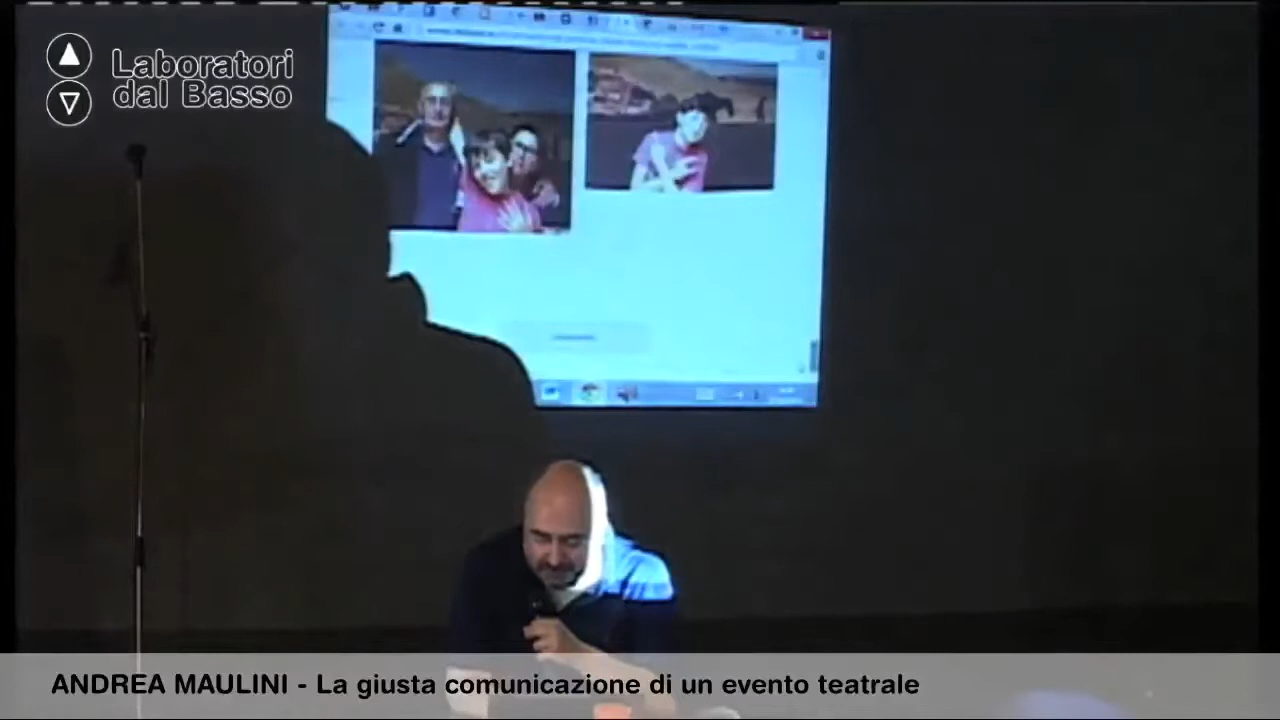 Laboratori
dal Basso
ANDREA MAULINI - La giusta comunicazione di un evento teatrale